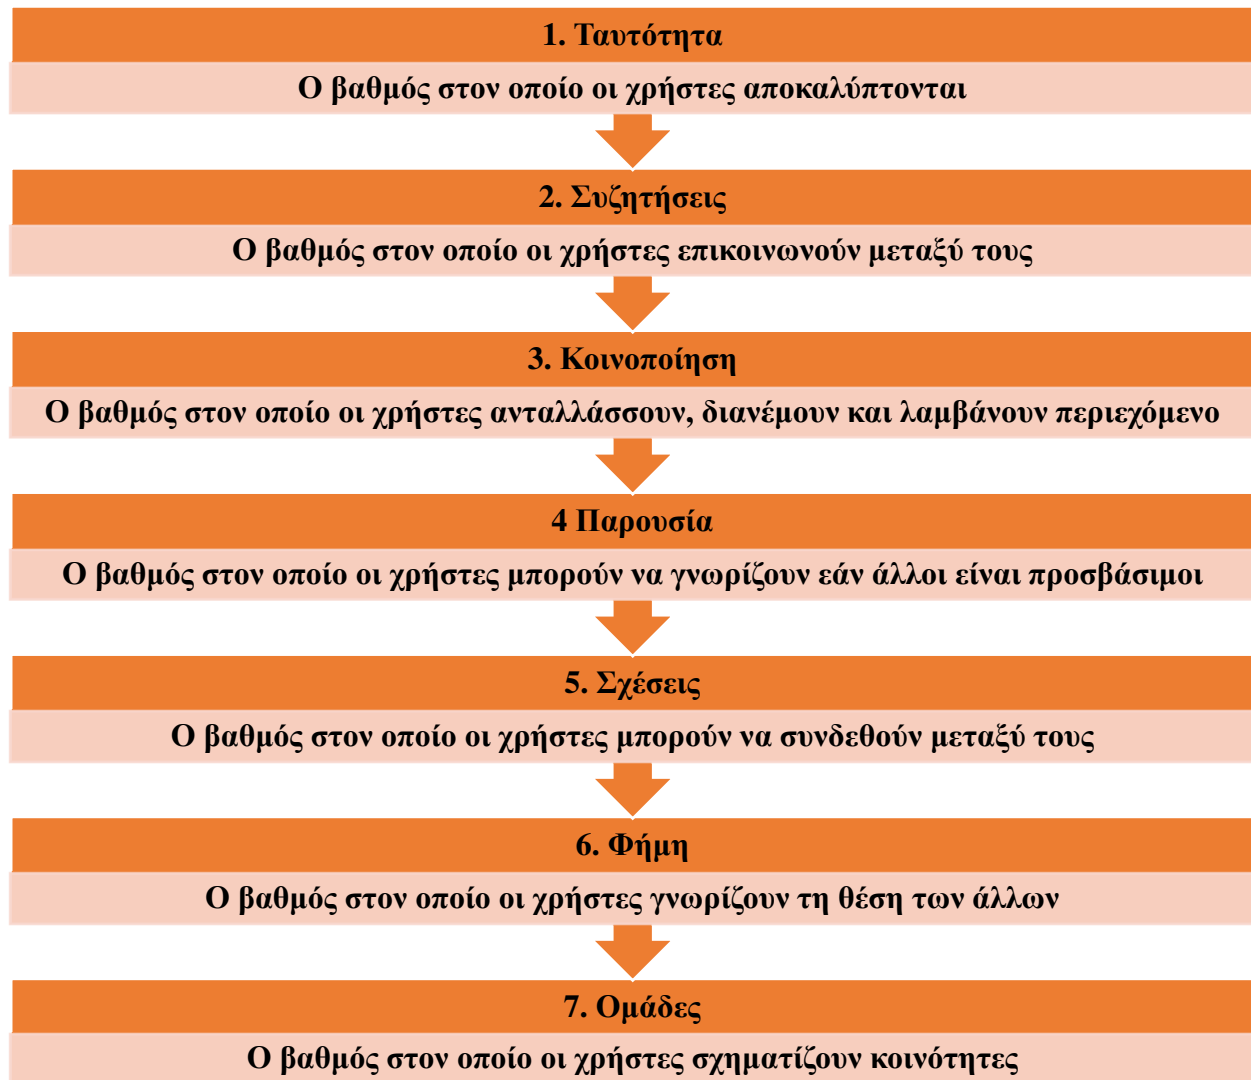 1. Ταυτότητα
Ο βαθμός στον οποίο οι χρήστες αποκαλύπτονται
2. Συζητήσεις
Ο βαθμός στον οποίο οι χρήστες επικοινωνούν μεταξύ τους
3. Κοινοποίηση
Ο βαθμός στον οποίο οι χρήστες ανταλλάσσουν, διανέμουν και λαμβάνουν περιεχόμενο
4 Παρουσία
Ο βαθμός στον οποίο οι χρήστες μπορούν να γνωρίζουν εάν άλλοι είναι προσβάσιμοι
5. Σχέσεις
Ο βαθμός στον οποίο οι χρήστες μπορούν να συνδεθούν μεταξύ τους
6. Φήμη
Ο βαθμός στον οποίο οι χρήστες γνωρίζουν τη θέση των άλλων
7. Ομάδες
Ο βαθμός στον οποίο οι χρήστες σχηματίζουν κοινότητες